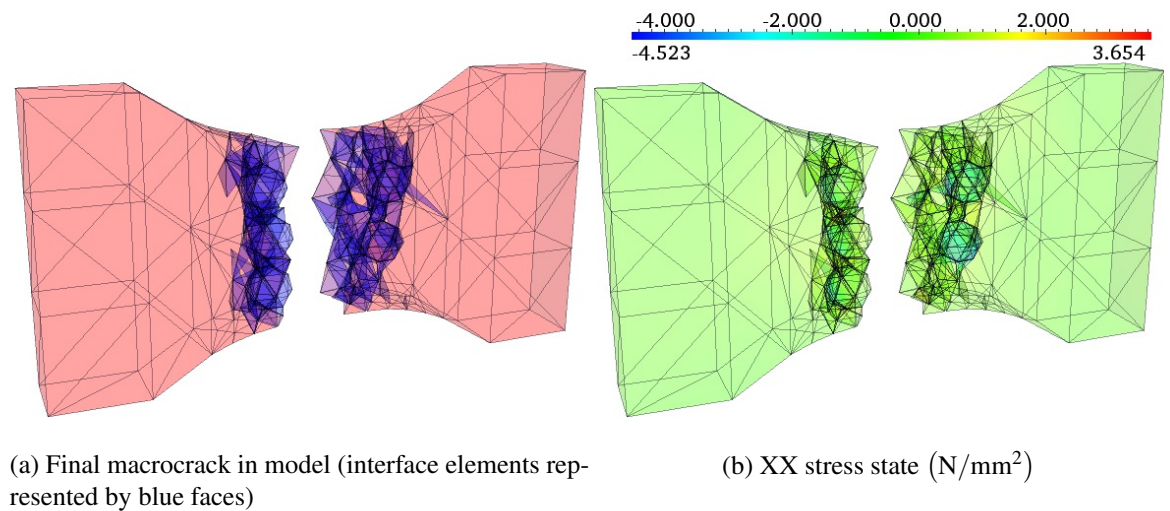 -4.000 -2.000 0.000 2.000
-4.523 3.654
(a) Final macrocrack in model (interface elements rep-
resented by blue faces)
(b) XX stress state (N/mm²)